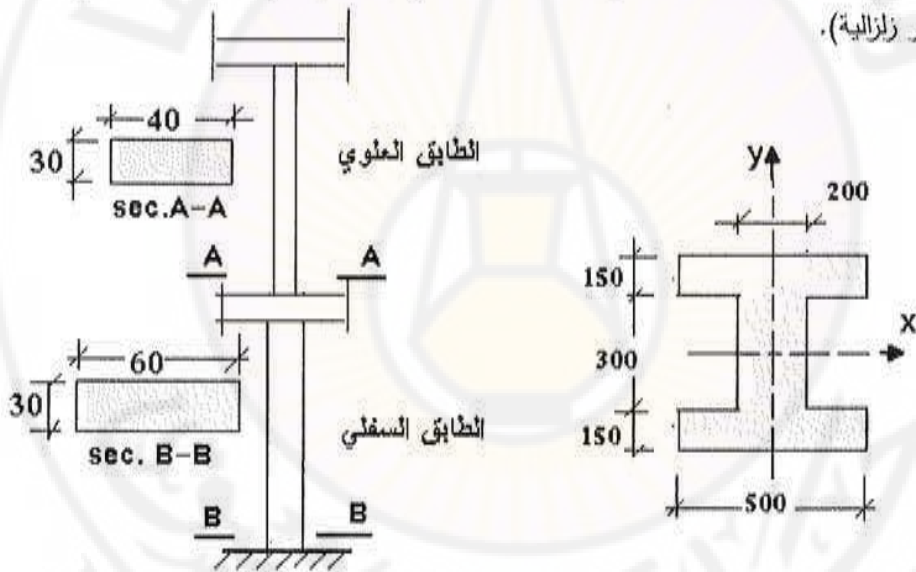 ر زلزالية).
40
30
الطابق العلوي
sec.A-A
A A
60
30
الطابق السفلي
sec. B-B
B B
y
200
150
x
300
150
500